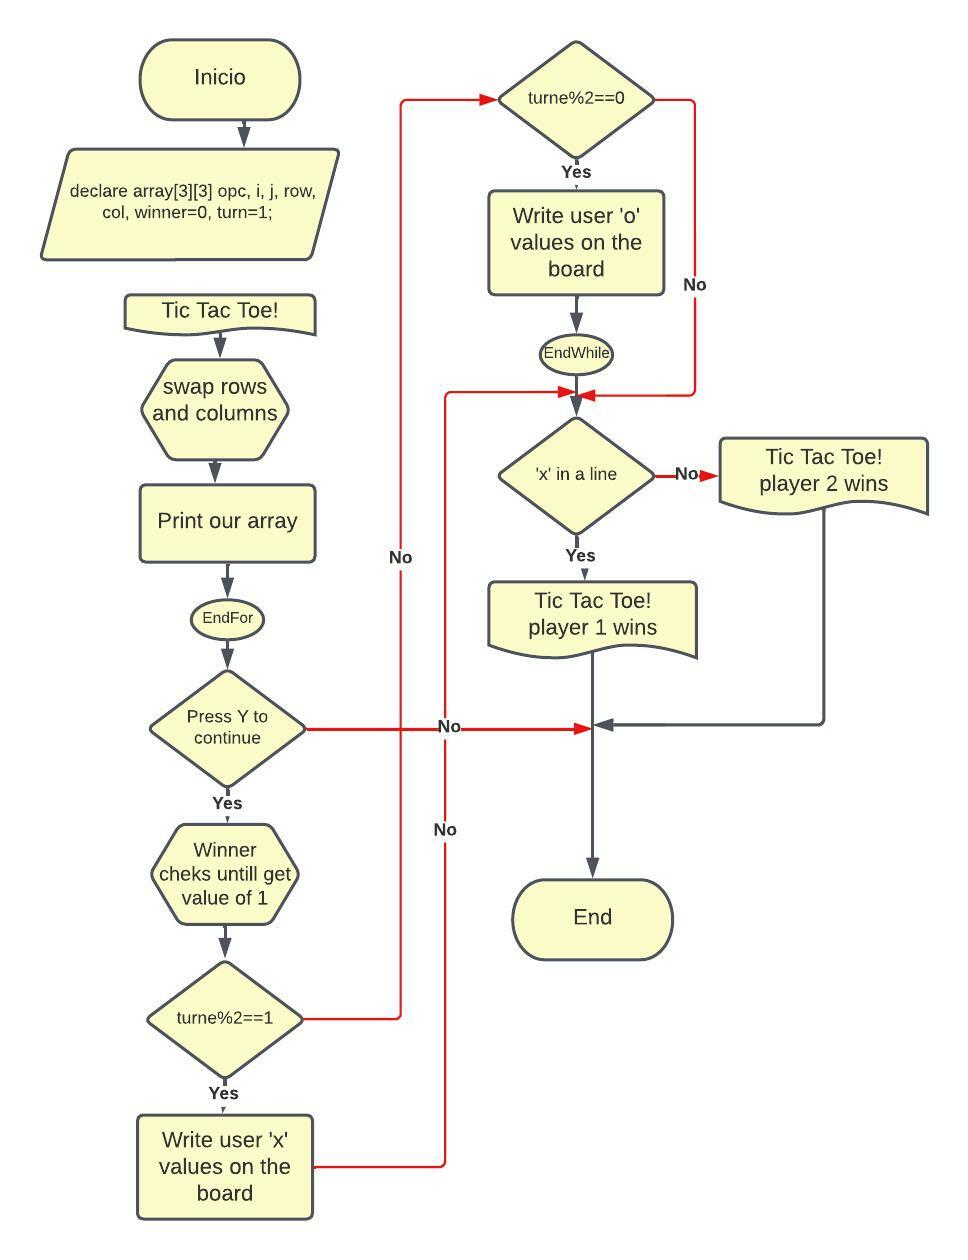 Inicio
declare array[3][3] opc, i, j, row,
col, winner=0, turn=1;
Tic Tac Toe!
swap rows
and columns
Print our array
EndFor
Press Y to
continue
No
Yes
Winner
cheks untill get
value of 1
turne%2==1
No
Yes
Write user 'x'
values on the
board
No
turne%2==0
No
Yes
Write user 'o'
values on the
board
EndWhile
'x' in a line
No
Tic Tac Toe!
player 2 wins
Yes
Tic Tac Toe!
player 1 wins
End